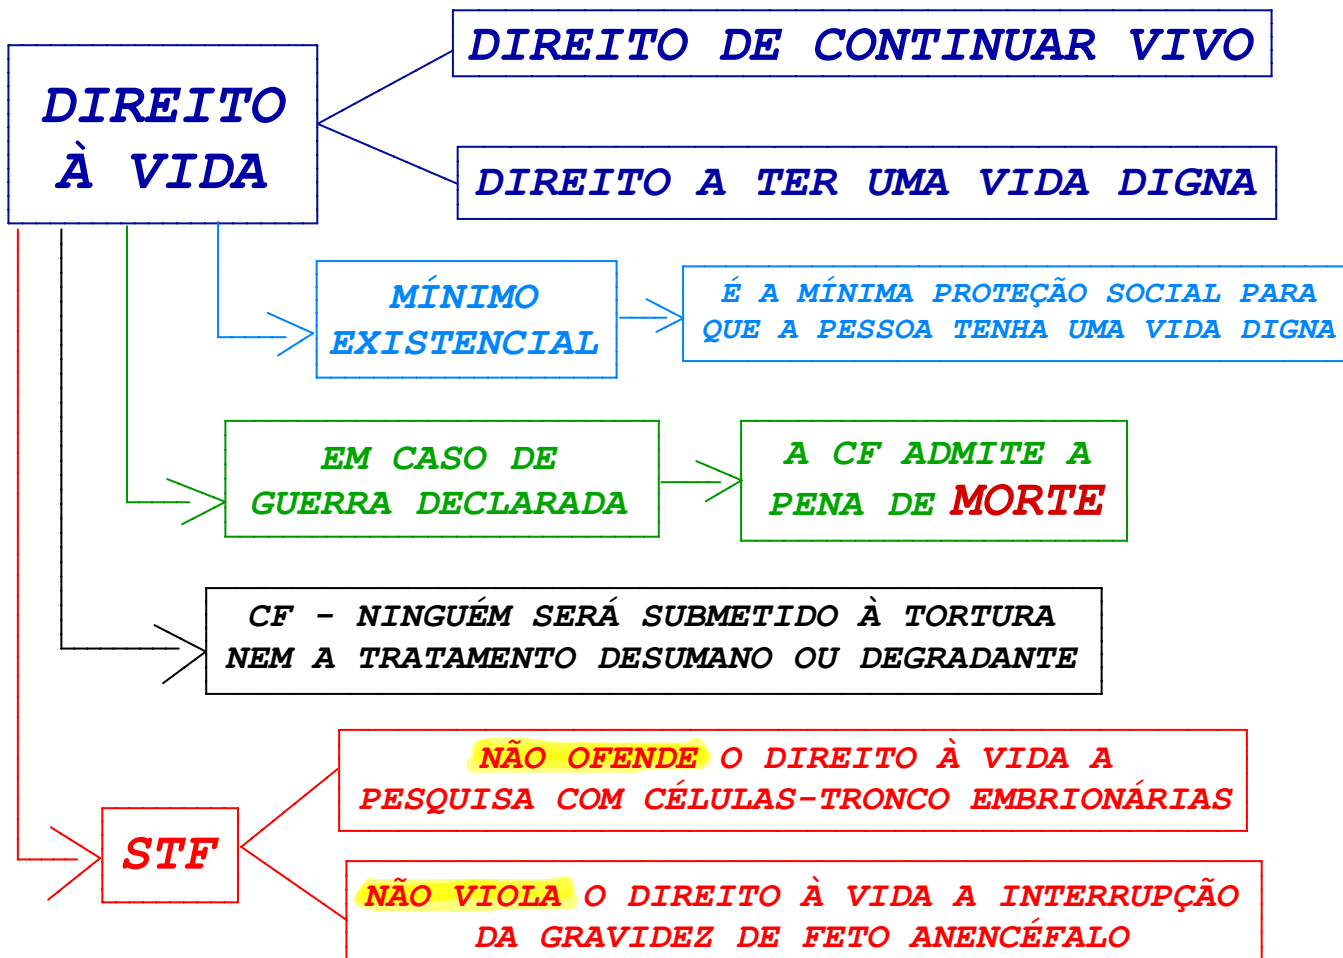 DIREITO
À VIDA
DIREITO DE CONTINUAR VIVO
DIREITO A TER UMA VIDA DIGNA
MÍNIMO
EXISTENCIAL
É A MÍNIMA PROTEÇÃO SOCIAL PARA
QUE A PESSOA TENHA UMA VIDA DIGNA
EM CASO DE
GUERRA DECLARADA
A CF ADMITE A
PENA DE MORTE
CF - NINGUÉM SERÁ SUBMETIDO À TORTURA
NEM A TRATAMENTO DESUMANO OU DEGRADANTE
STF
NÃO OFENDE O DIREITO À VIDA A
PESQUISA COM CÉLULAS-TRONCO EMBRIONÁRIAS
NÃO VIOLA O DIREITO À VIDA A INTERRUPÇÃO
DA GRAVIDEZ DE FETO ANENCÉFALO